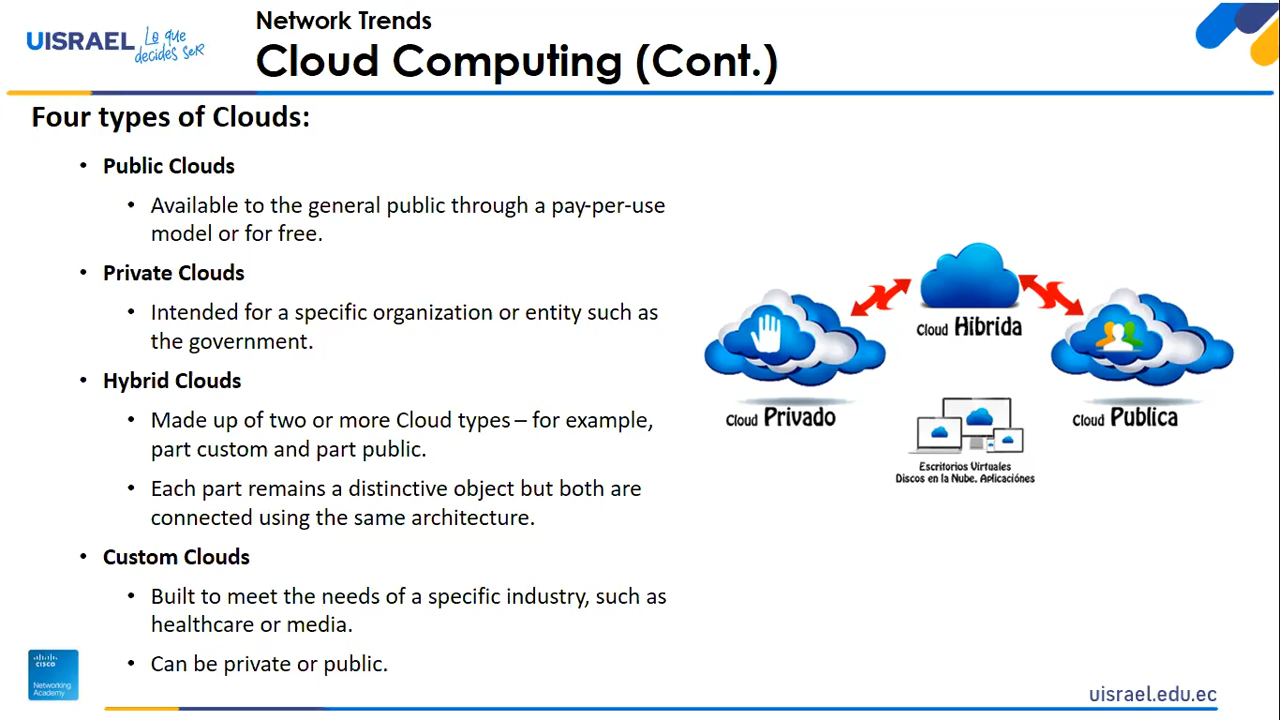 UISRAEL Lo que
decides seR
Network Trends
Cloud Computing (Cont.)
Four types of Clouds:
• Public Clouds
• Available to the general public through a pay-per-use
model or for free.
• Private Clouds
• Intended for a specific organization or entity such as
the government.
• Hybrid Clouds
• Made up of two or more Cloud types – for example,
part custom and part public.
• Each part remains a distinctive object but both are
connected using the same architecture.
• Custom Clouds
• Built to meet the needs of a specific industry, such as
healthcare or media.
• Can be private or public.
Cloud Híbrida
Cloud Privado
Cloud Publica
Escritorios Virtuales
Discos en la Nube. Aplicaciónes
CISCO
Networking
Academy
uisrael.edu.ec